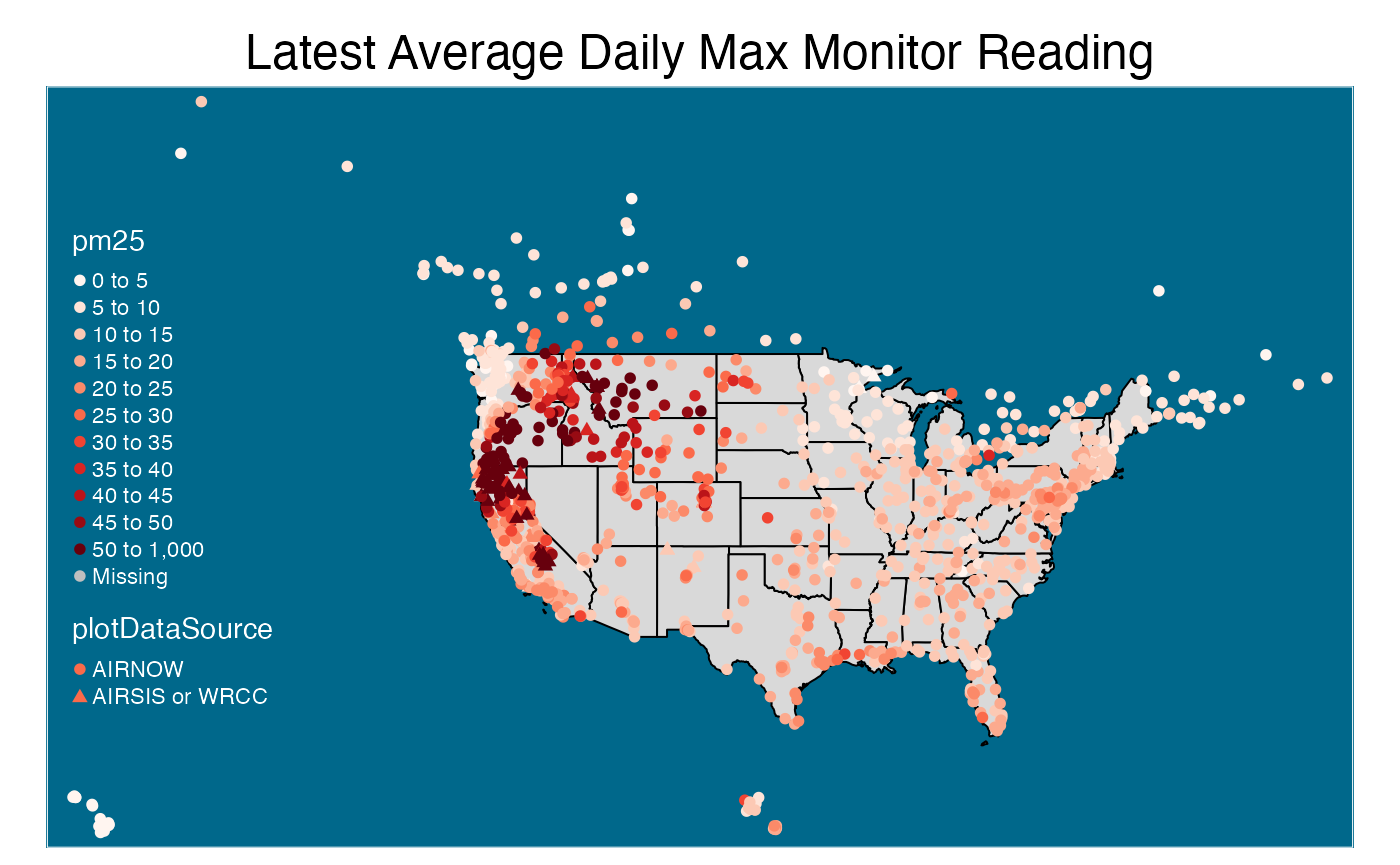 Latest Average Daily Max Monitor Reading
pm25
0 to 5
5 to 10
10 to 15
15 to 20
20 to 25
25 to 30
30 to 35
35 to 40
40 to 45
45 to 50
50 to 1,000
Missing
plotDataSource
AIRNOW
AIRSIS or WRCC